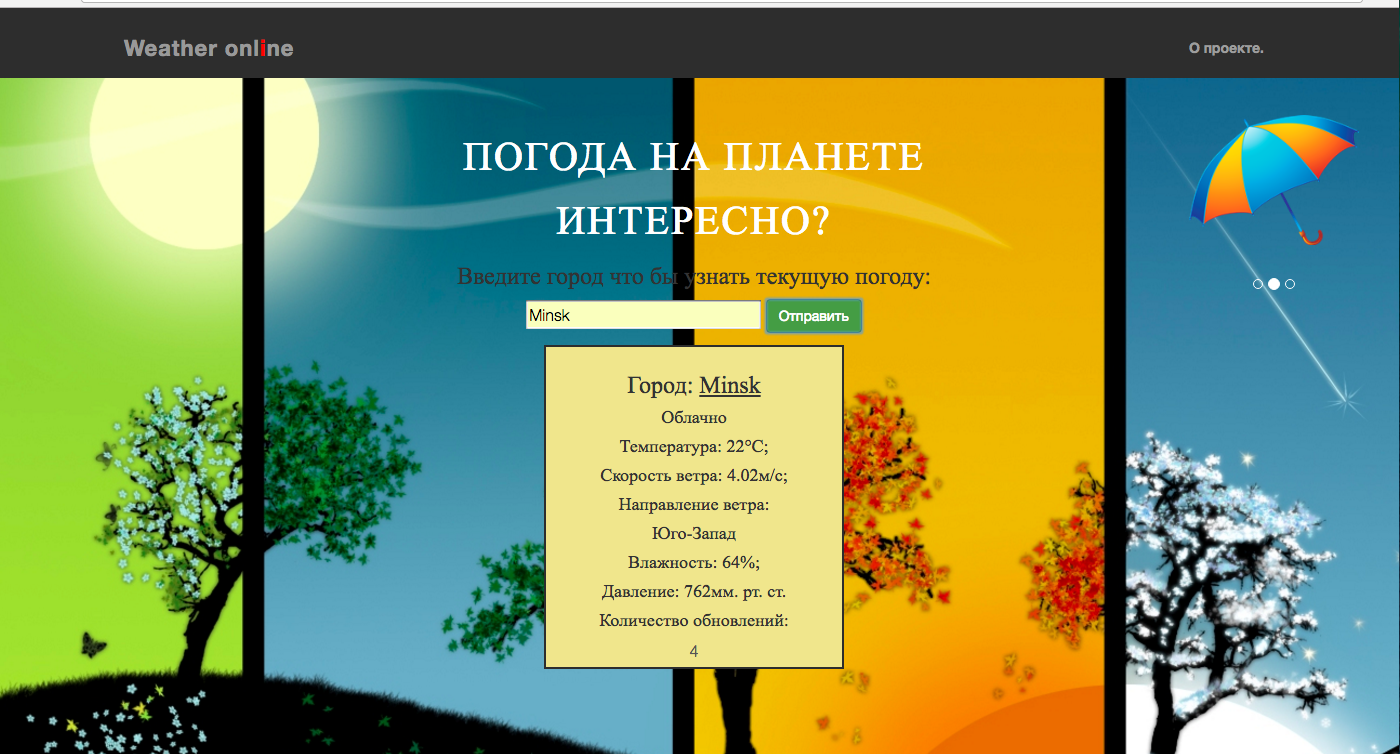 Weather online
О проекте.
ПОГОДА НА ПЛАНЕТЕ
ИНТЕРЕСНО?
Введите город что бы узнать текущую погоду:
Minsk
Отправить
Город: Minsk
Облачно
Температура: 22°C;
Скорость ветра: 4.02м/с;
Направление ветра:
Юго-Запад
Влажность: 64%;
Давление: 762мм. рт. ст.
Количество обновлений:
4